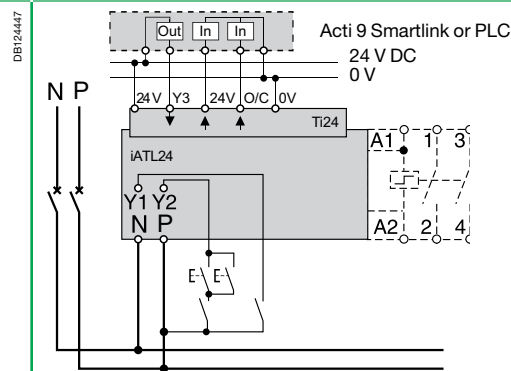 DB124447
Out In In
Acti 9 Smartlink or PLC
24 V DC
0 V
N P
24 V Y3 24V O/C 0V
Ti24
iATL24
A1 1 3
Y1 Y2
N P
A2 2 4
E E